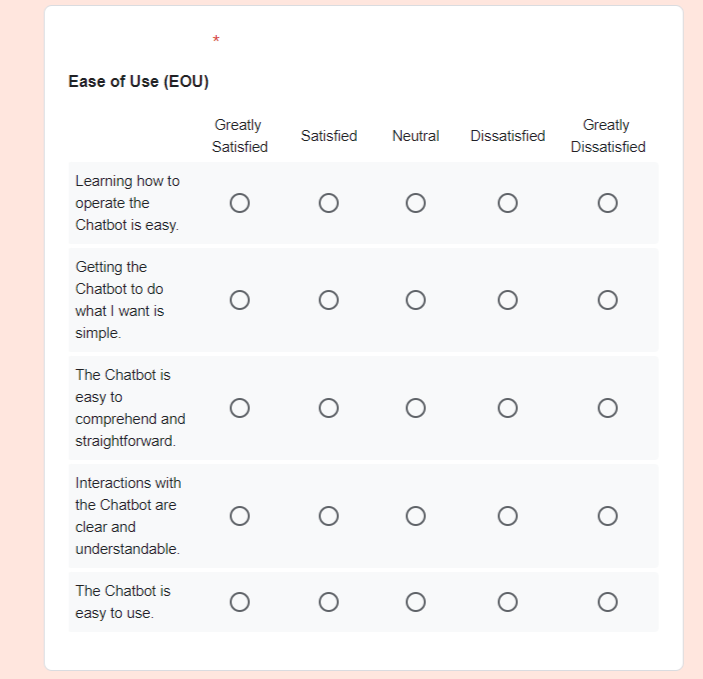 *
Ease of Use (EOU)
Greatly Satisfied
Satisfied
Neutral
Dissatisfied
Greatly Dissatisfied
Learning how to
operate the
Chatbot is easy.
Getting the
Chatbot to do
what I want is
simple.
The Chatbot is
easy to
comprehend and
straightforward.
Interactions with
the Chatbot are
clear and
understandable.
The Chatbot is
easy to use.